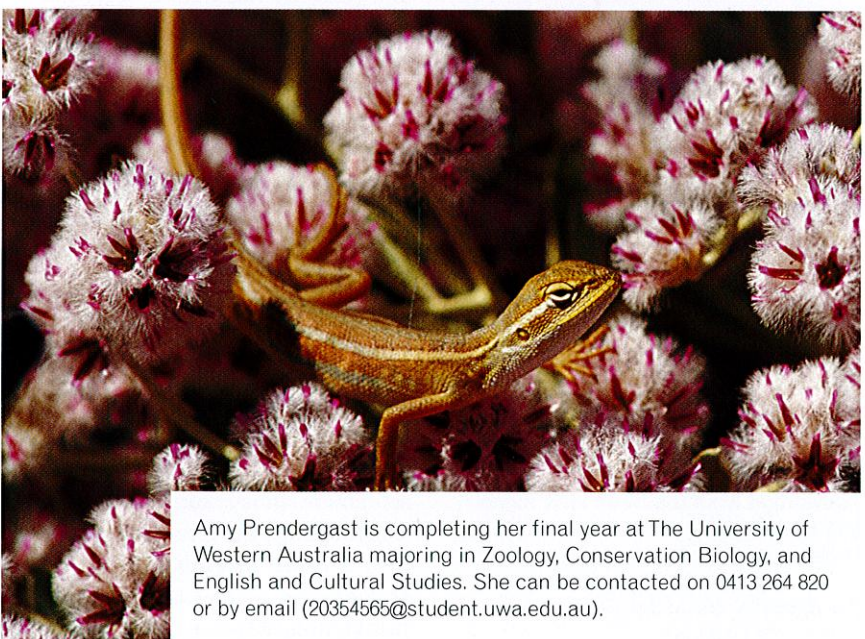 Amy Prendergast is completing her final year at The University of
Western Australia majoring in Zoology, Conservation Biology, and
English and Cultural Studies. She can be contacted on 0413 264 820
or by email (20354565@student.uwa.edu.au).